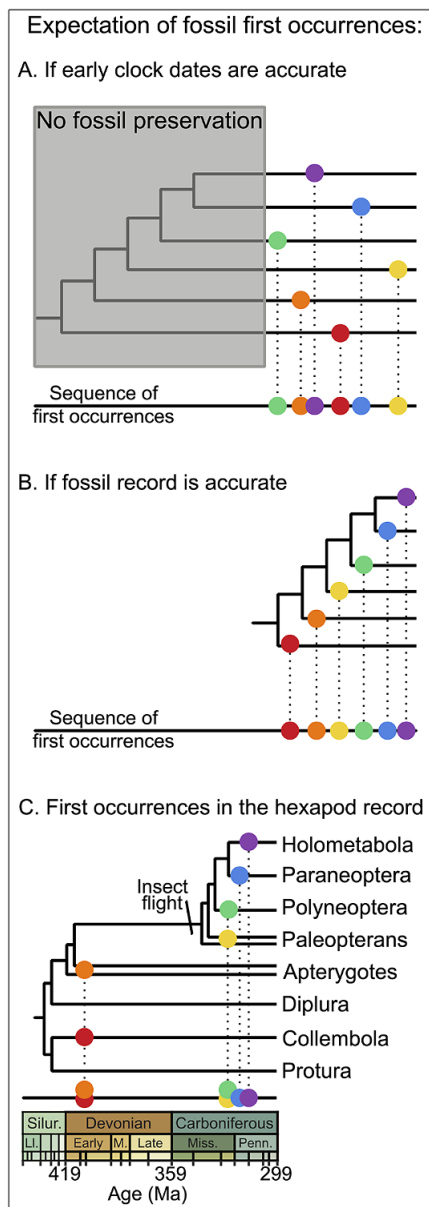 Expectation of fossil first occurrences:
A. If early clock dates are accurate
No fossil preservation
Sequence of
first occurrences
B. If fossil record is accurate
Sequence of
first occurrences
C. First occurrences in the hexapod record
Holometabola
Insect
flight
Paraneoptera
Polyneoptera
Paleopterans
Apterygotes
Diplura
Collembola
Protura
Silur. Devonian Carboniferous
Ll. Early M. Late Miss. Penn.
419 359 299
Age (Ma)